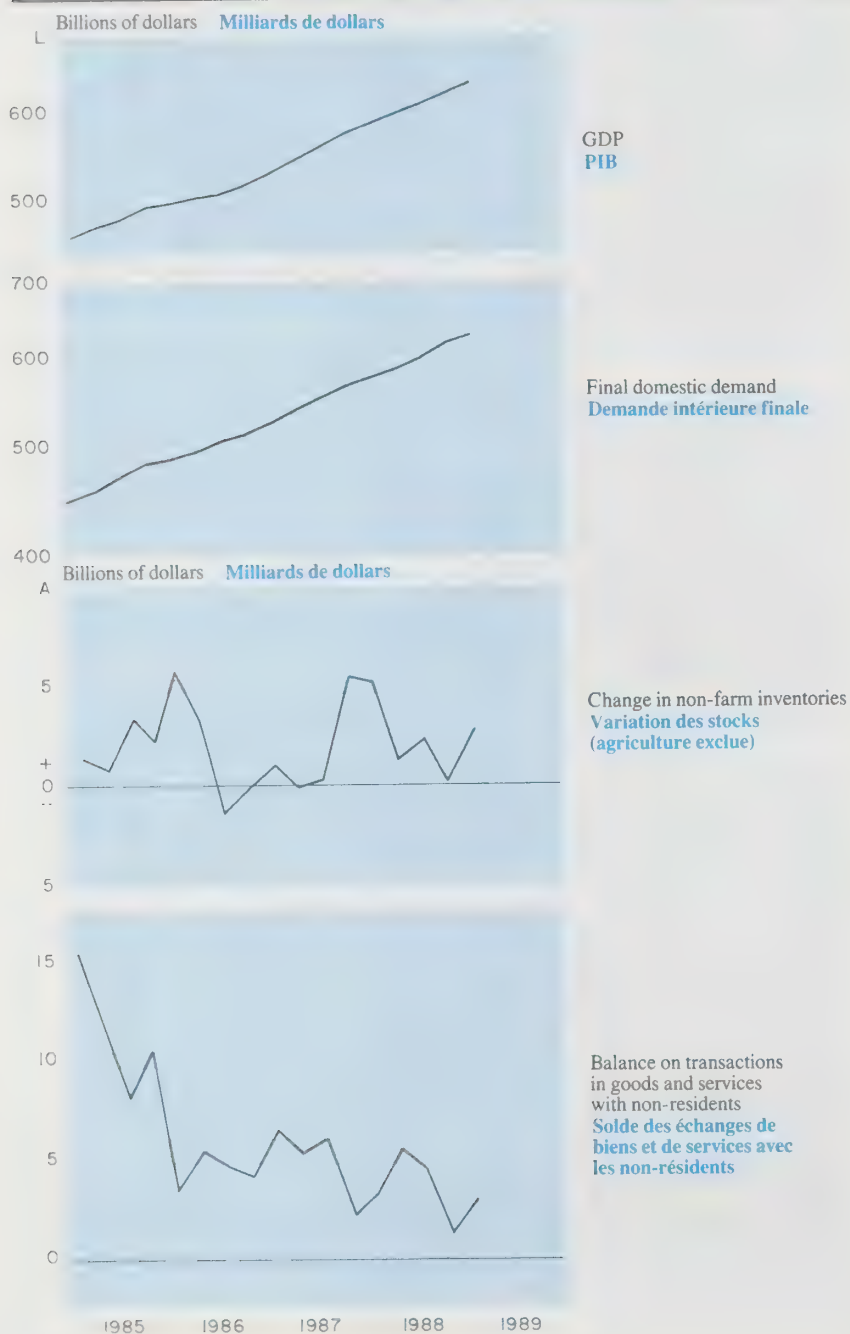 Billions of dollars Milliards de dollars
L
600
500
GDP
PIB
700
600
500
400
Final domestic demand
Demande intérieure finale
Billions of dollars Milliards de dollars
A
5
+
0
5
Change in non-farm inventories
Variation des stocks
(agriculture exclue)
15
10
5
0
Balance on transactions
in goods and services
with non-residents
Solde des échanges de
biens et de services avec
les non-résidents
1985 1986 1987 1988 1989